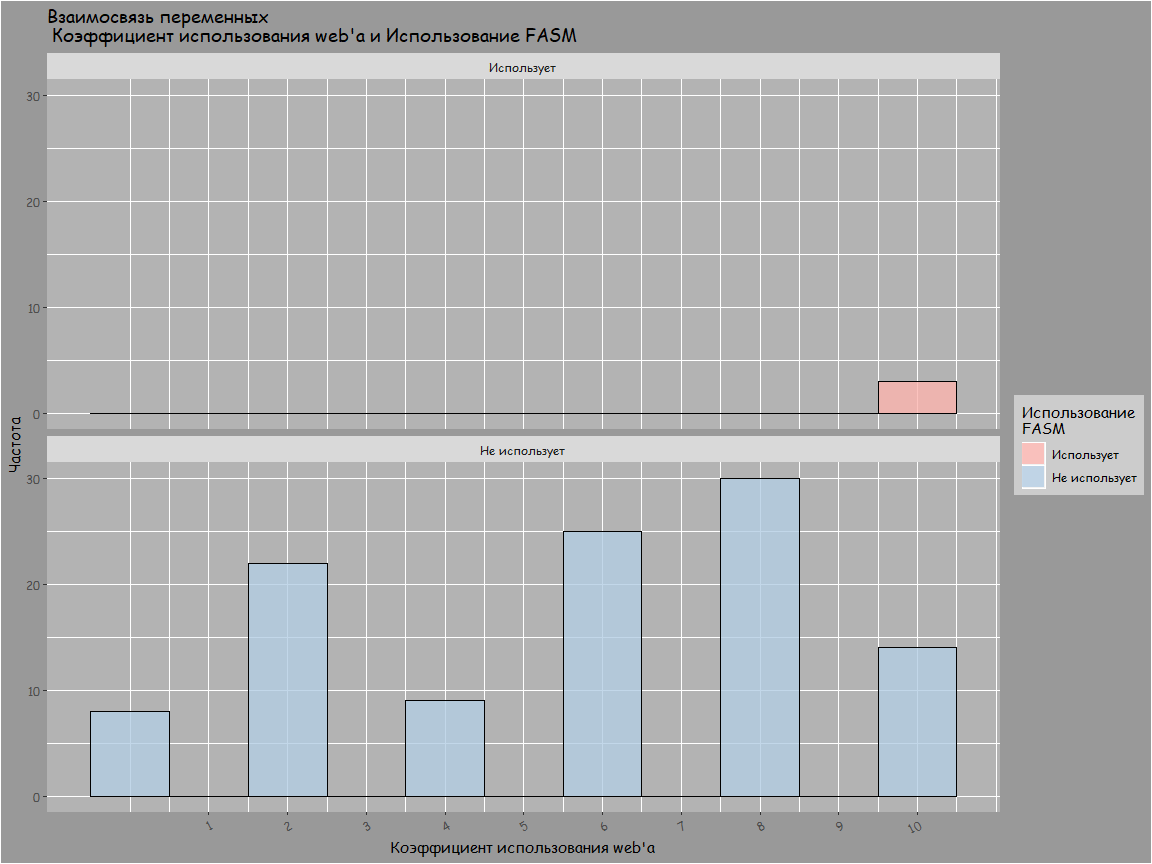 Взаимосвязь переменных
Коэффициент использования web'а и Использование FASM
Использует
30
20
10
0
Частота
Не использует
30
20
10
0
1 2 3 4 5 6 7 8 9 10
Коэффициент использования web'а
Использование
FASM
Использует
Не использует